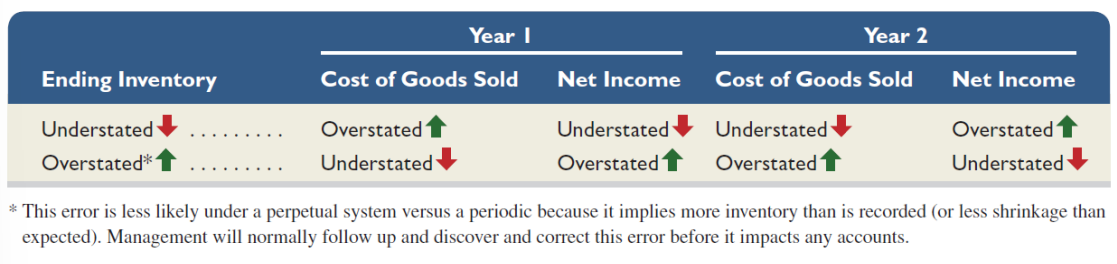 Year 1 Year 2
Ending Inventory Cost of Goods Sold Net Income Cost of Goods Sold Net Income
Understated ......... Overstated Understated Understated Overstated
Overstated* ......... Understated Overstated Overstated Understated
* This error is less likely under a perpetual system versus a periodic because it implies more inventory than is recorded (or less shrinkage than
expected). Management will normally follow up and discover and correct this error before it impacts any accounts.